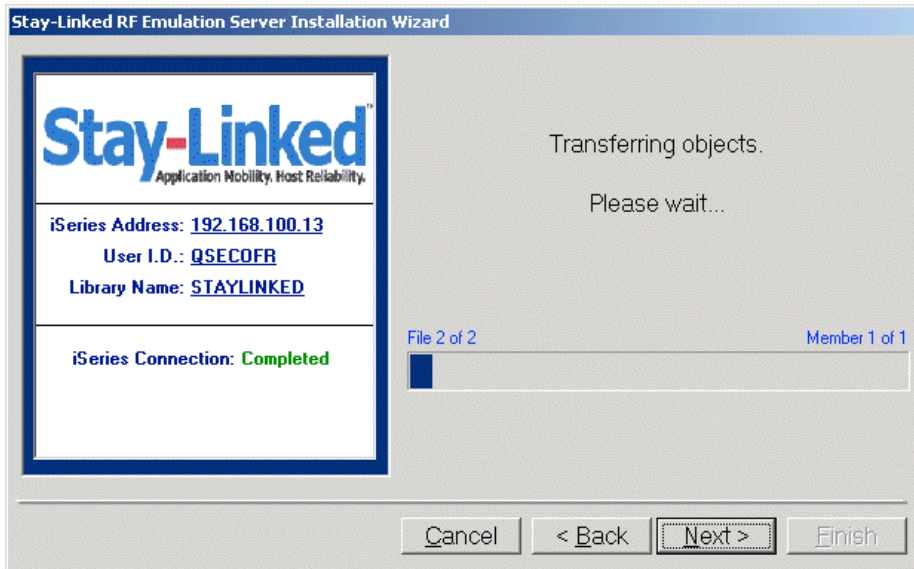 Stay-Linked RF Emulation Server Installation Wizard
Stay-Linked™
Application Mobility. Host Reliability.
iSeries Address: 192.168.100.13
User I.D.: QSECOFR
Library Name: STAYLINKED
iSeries Connection: Completed
Transferring objects.
Please wait...
File 2 of 2 Member 1 of 1
Cancel < Back Next > Finish